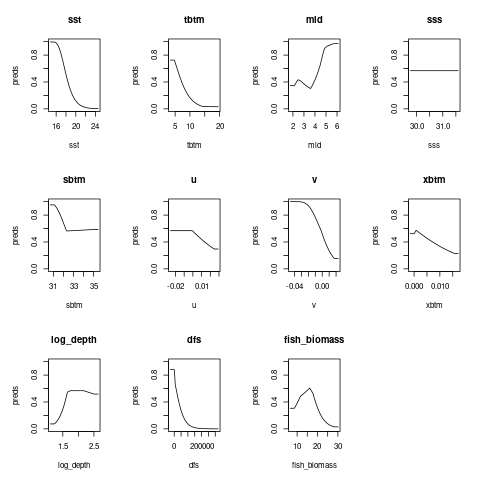 sst tbtm mld sss
preds 0.0 0.4 0.8 preds 0.0 0.4 0.8 preds 0.0 0.4 0.8 preds 0.0 0.4 0.8
16 20 24 5 10 20 2 3 4 5 6 30.0 31.0
sst tbtm mld sss
sbtm u v xbtm
preds 0.0 0.4 0.8 preds 0.0 0.4 0.8 preds 0.0 0.4 0.8 preds 0.0 0.4 0.8
31 33 35 -0.02 0.01 -0.04 0.00 0.000 0.010
sbtm u v xbtm
log_depth dfs fish_biomass
preds 0.0 0.4 0.8 preds 0.0 0.4 0.8 preds 0.0 0.4 0.8
1.5 2.5 0 200000 10 20 30
log_depth dfs fish_biomass